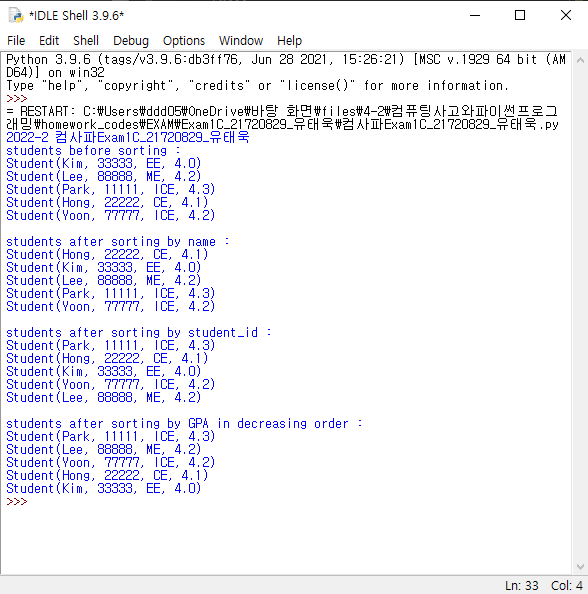 *IDLE Shell 3.9.6*
File Edit Shell Debug Options Window Help
Python 3.9.6 (tags/v3.9.6:db3ff76, Jun 28 2021, 15:26:21) [MSC v.1929 64 bit (AM
D64)] on win32
Type "help", "copyright", "credits" or "license()" for more information.
>>>
= RESTART: C:\Users\ddd05\OneDrive\바탕 화면\files\4-2\컴퓨팅사고와파이썬프로그
래밍\homework_codes\EXAM\Exam1C_21720829_유태욱\컴사파Exam1C_21720829_유태욱.py
2022-2 컴사파Exam1C_21720829_유태욱
students before sorting :
Student(Kim, 33333, EE, 4.0)
Student(Lee, 88888, ME, 4.2)
Student(Park, 11111, ICE, 4.3)
Student(Hong, 22222, CE, 4.1)
Student(Yoon, 77777, ICE, 4.2)
students after sorting by name :
Student(Hong, 22222, CE, 4.1)
Student(Kim, 33333, EE, 4.0)
Student(Lee, 88888, ME, 4.2)
Student(Park, 11111, ICE, 4.3)
Student(Yoon, 77777, ICE, 4.2)
students after sorting by student_id :
Student(Park, 11111, ICE, 4.3)
Student(Hong, 22222, CE, 4.1)
Student(Kim, 33333, EE, 4.0)
Student(Yoon, 77777, ICE, 4.2)
Student(Lee, 88888, ME, 4.2)
students after sorting by GPA in decreasing order :
Student(Park, 11111, ICE, 4.3)
Student(Lee, 88888, ME, 4.2)
Student(Yoon, 77777, ICE, 4.2)
Student(Hong, 22222, CE, 4.1)
Student(Kim, 33333, EE, 4.0)
>>>
Ln: 33 Col: 4